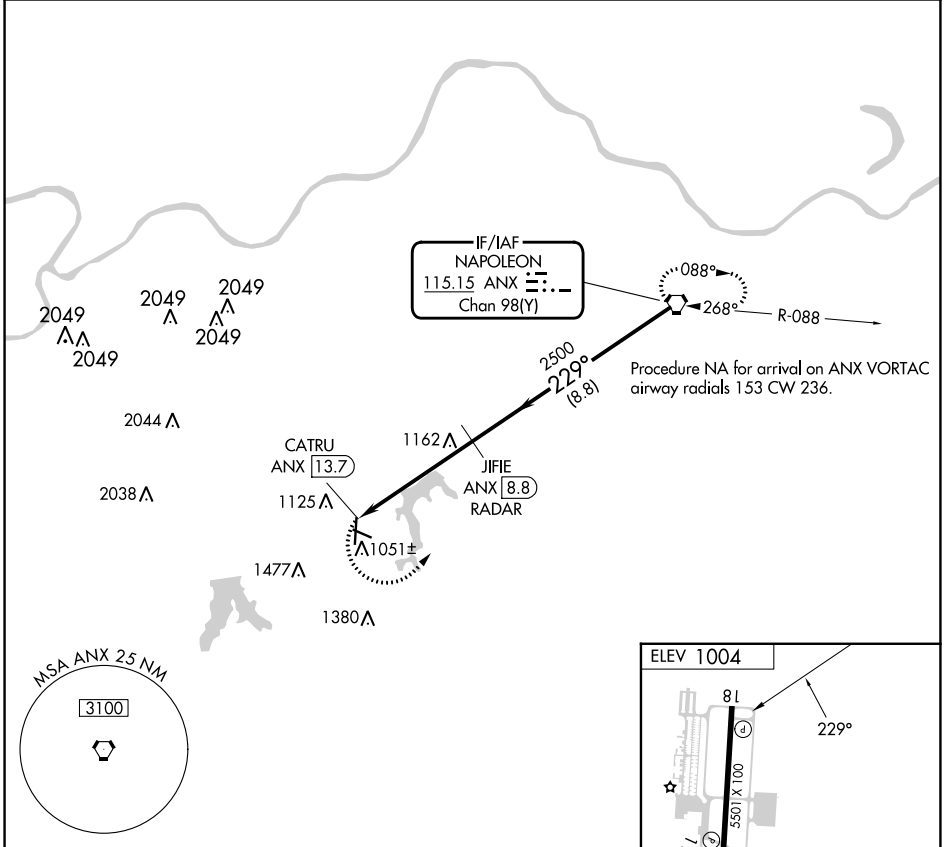 IF/IAF
NAPOLEON
115.15 ANX
Chan 98(Y)
088°
268°
R-088
2049
2049
2049
2049
2049
2500
229°
(8.8)
Procedure NA for arrival on ANX VORTAC
airway radials 153 CW 236.
2044
1162
CATRU
ANX 13.7
JIFIE
ANX 8.8
RADAR
2038
1125
1051±
1477
1380
MSA ANX 25 NM
3100
ELEV 1004
18
229°
P
5501 X 100
P